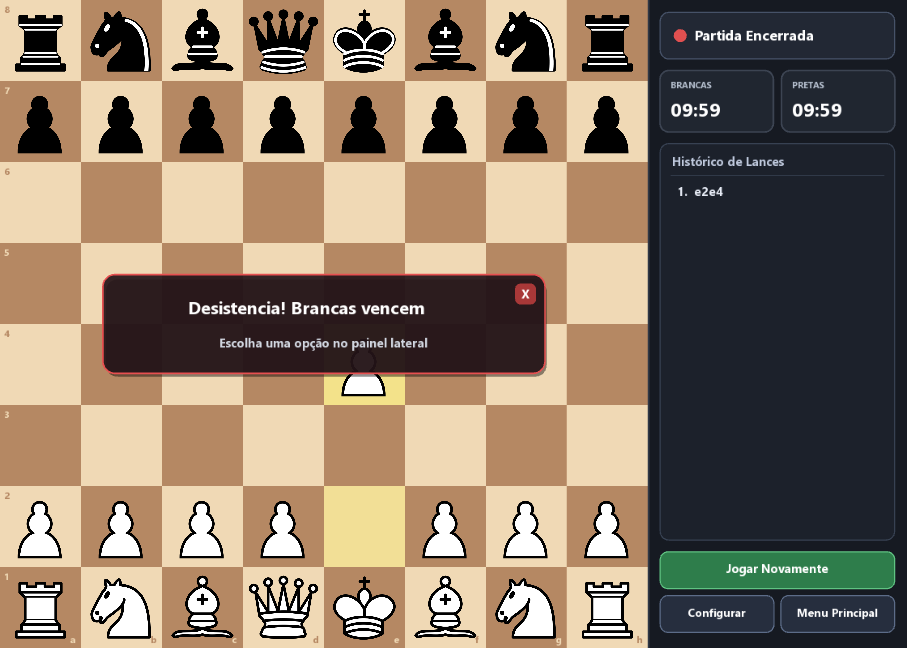 8
7
6
5
4
3
2
1
a
b
c
d
e
f
g
h
Desistencia! Brancas vencem
X
Escolha uma opção no painel lateral
Partida Encerrada
BRANCAS
09:59
PRETAS
09:59
Histórico de Lances
1. e2e4
Jogar Novamente
Configurar
Menu Principal